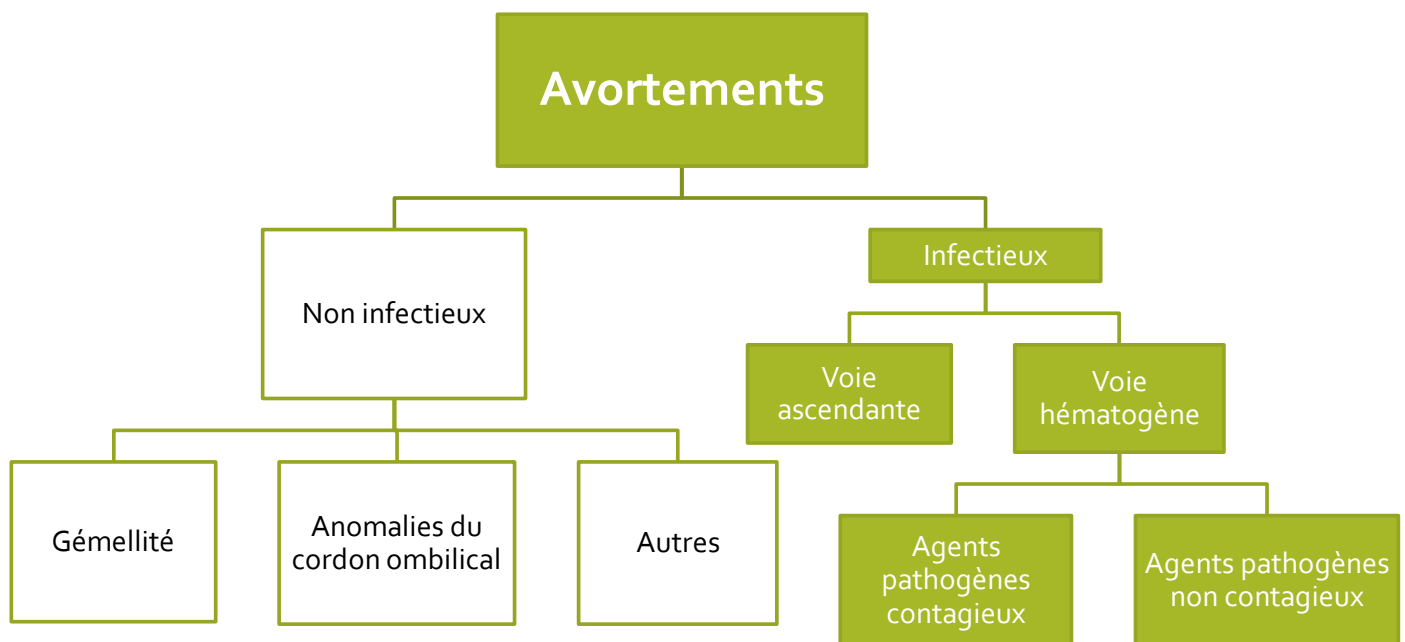 Avortements
Non infectieux
Infectieux
Voie
ascendante
Voie
hématogène
Gémellité
Anomalies du
cordon ombilical
Autres
Agents
pathogènes
contagieux
Agents pathogènes
non contagieux